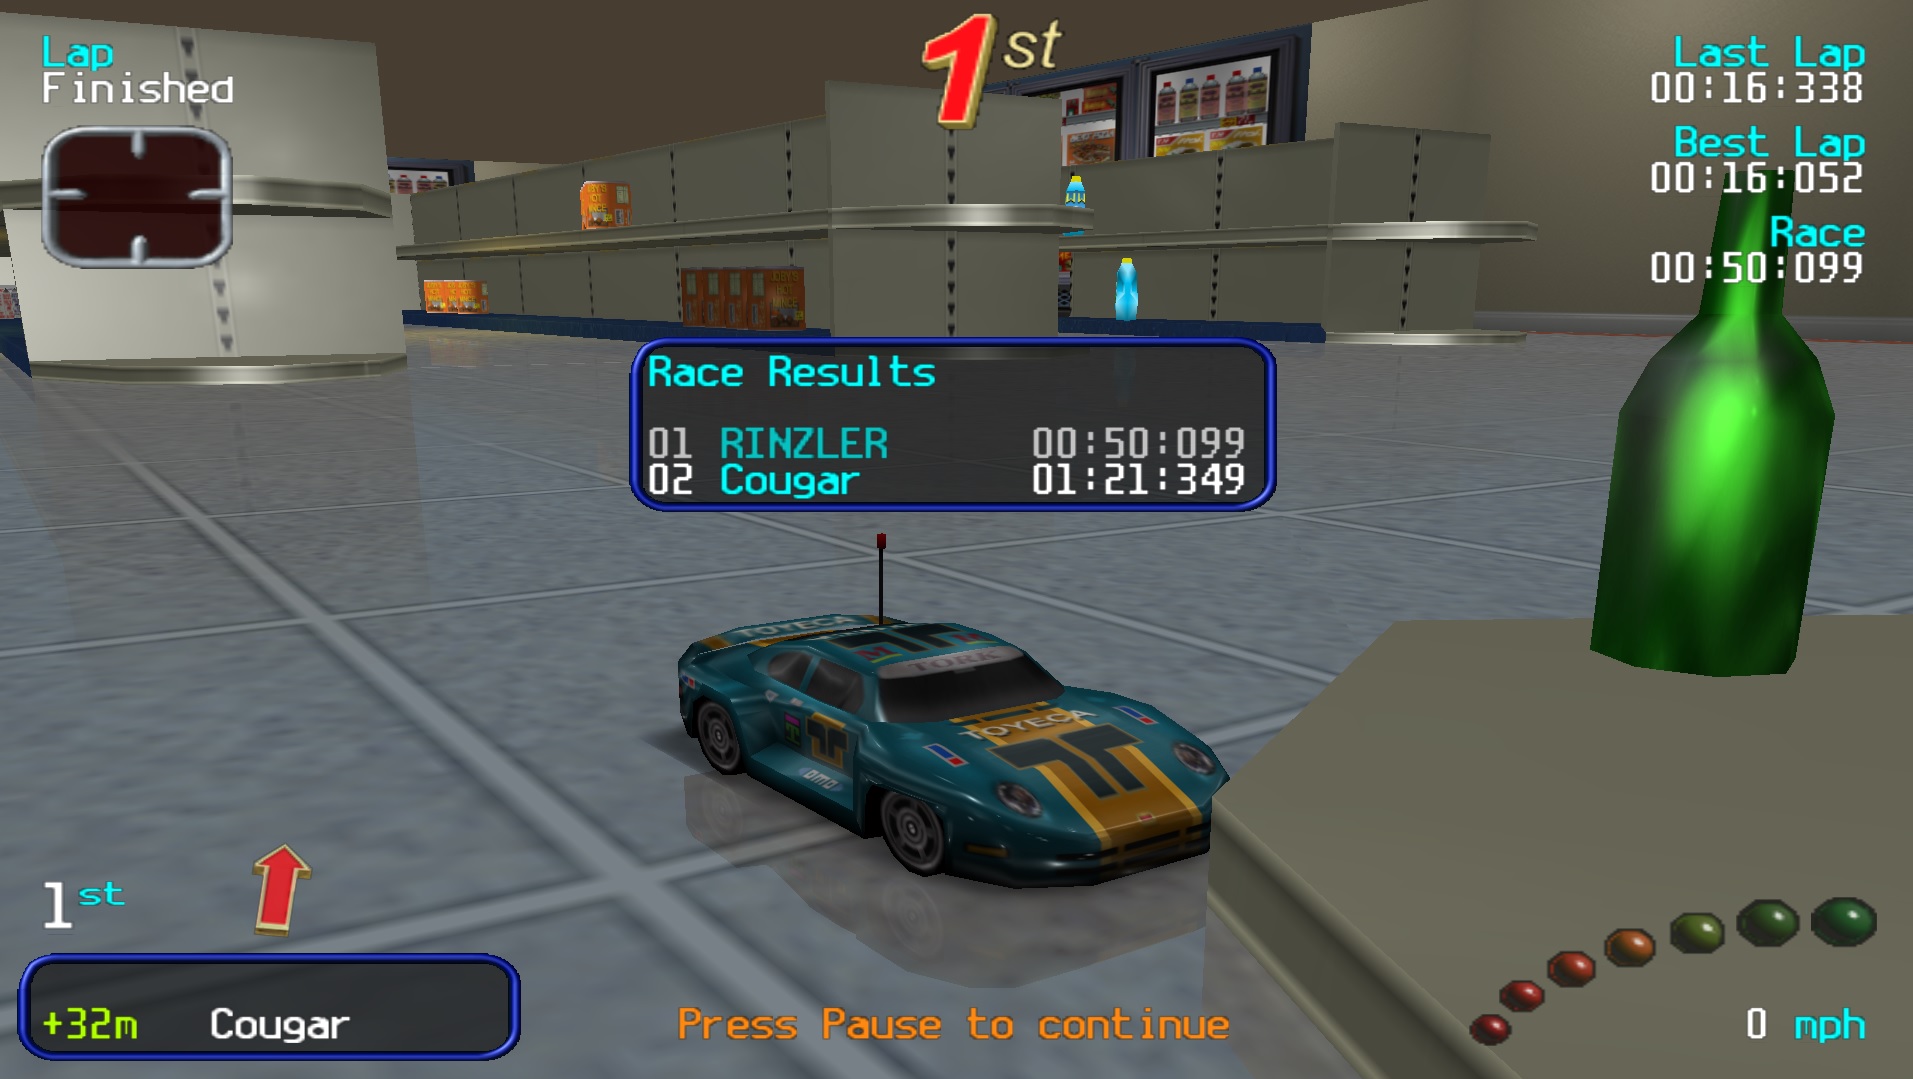 Lap
Finished
1st
Last Lap
00:16:338
Best Lap
00:16:052
Race
00:50:099
Race Results
01 RINZLER 00:50:099
02 Cougar 01:21:349
TOYECA
TORK
TOYECA
OMO
1st
+32m Cougar
Press Pause to continue
0 mph